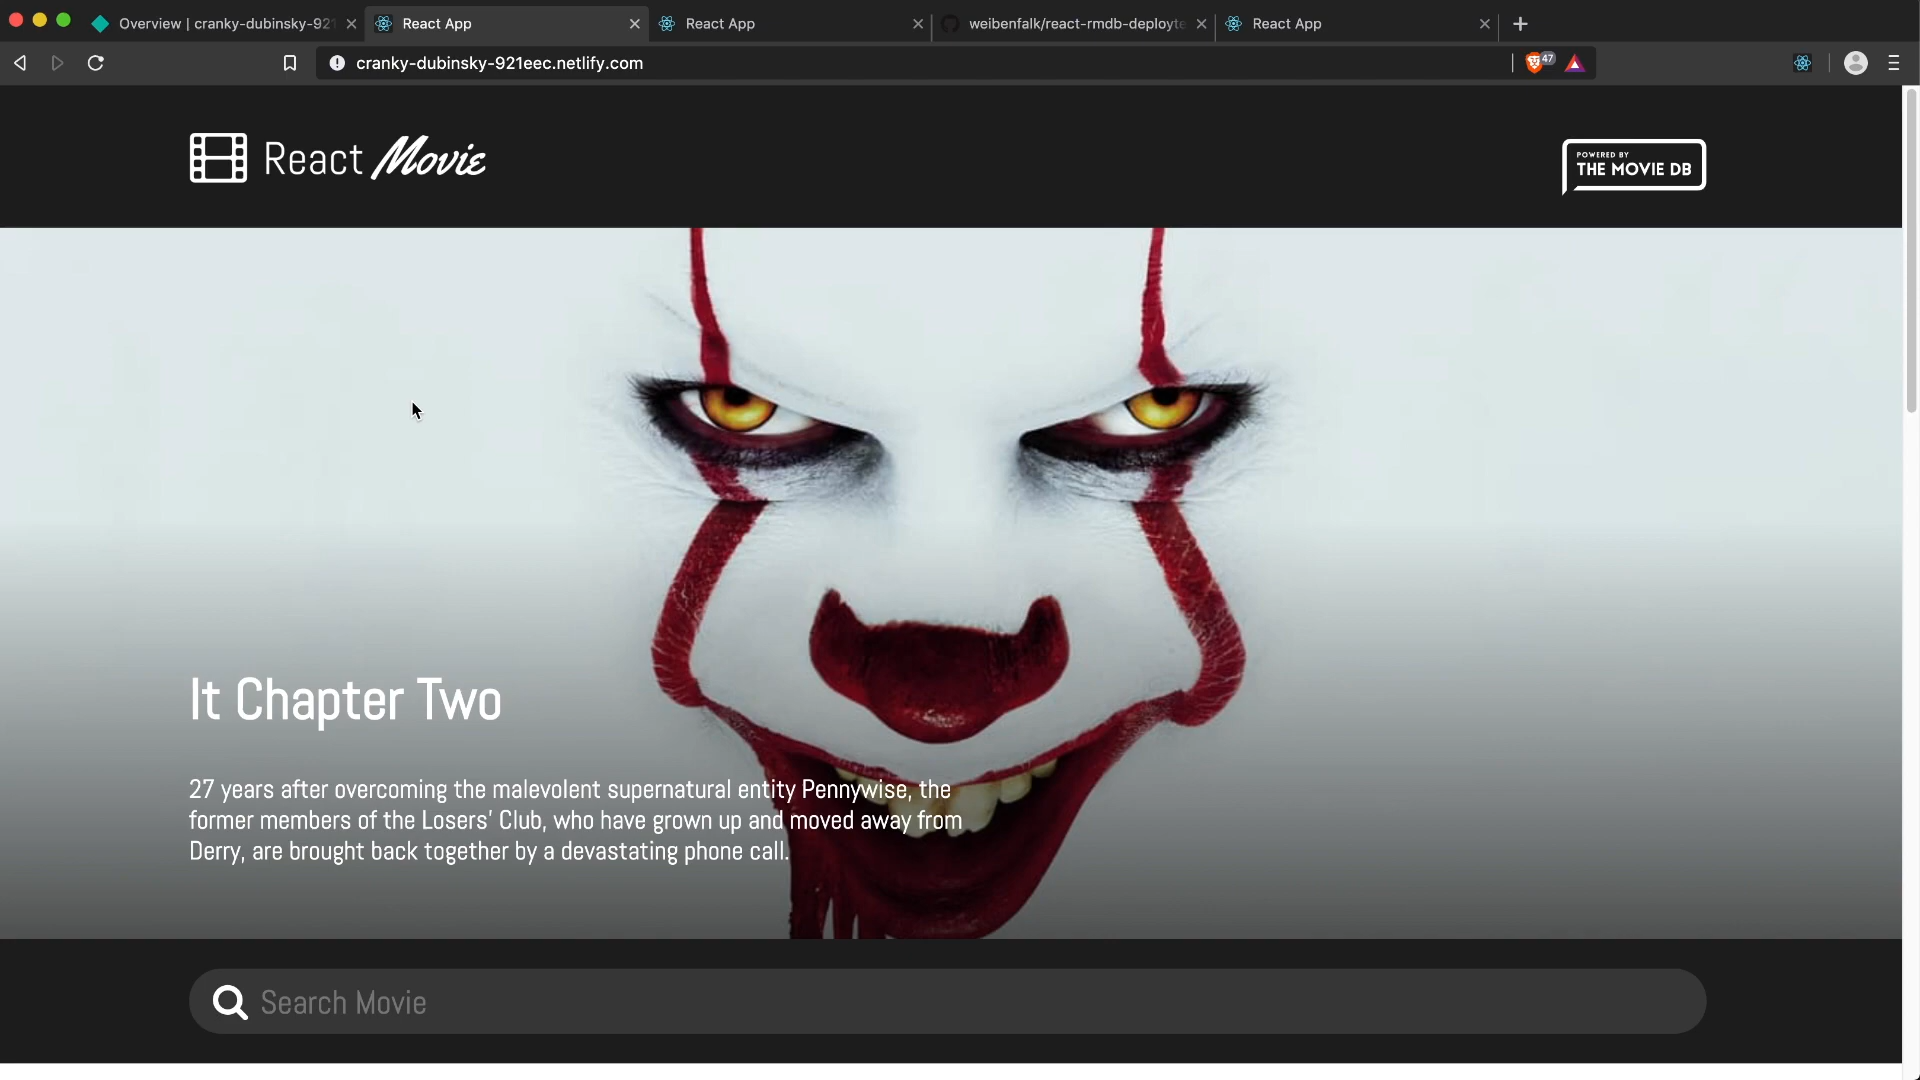 Overview | cranky-dubinsky-921
React App
React App
weibenfalk/react-rmdb-deployte
React App
cranky-dubinsky-921eec.netlify.com
47
React Movie
POWERED BY
THE MOVIE DB
It Chapter Two
27 years after overcoming the malevolent supernatural entity Pennywise, the
former members of the Losers' Club, who have grown up and moved away from
Derry, are brought back together by a devastating phone call.
Search Movie